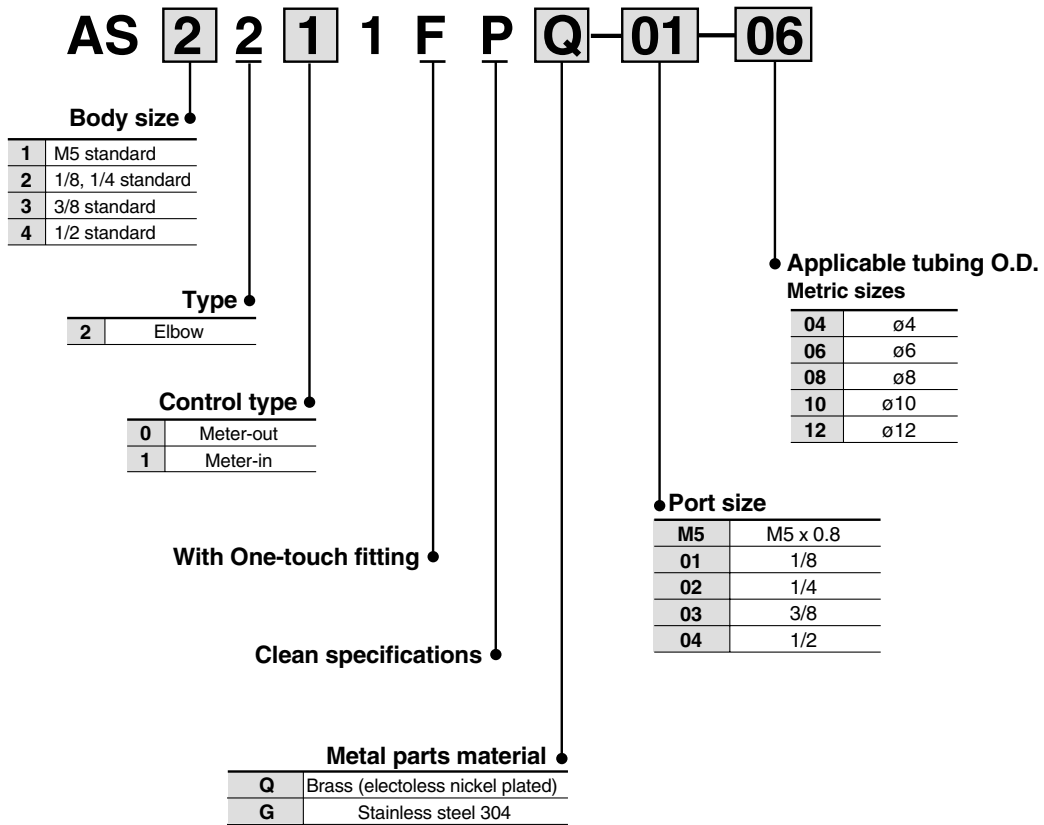 AS 2 2 1 1 F P Q-01-06
Body size
1 M5 standard
2 1/8, 1/4 standard
3 3/8 standard
4 1/2 standard
Type
2 Elbow
Control type
0 Meter-out
1 Meter-in
With One-touch fitting
Clean specifications
Metal parts material
Q Brass (electoless nickel plated)
G Stainless steel 304
Applicable tubing O.D.
Metric sizes
04 ø4
06 ø6
08 ø8
10 ø10
12 ø12
Port size
M5 M5 x 0.8
01 1/8
02 1/4
03 3/8
04 1/2